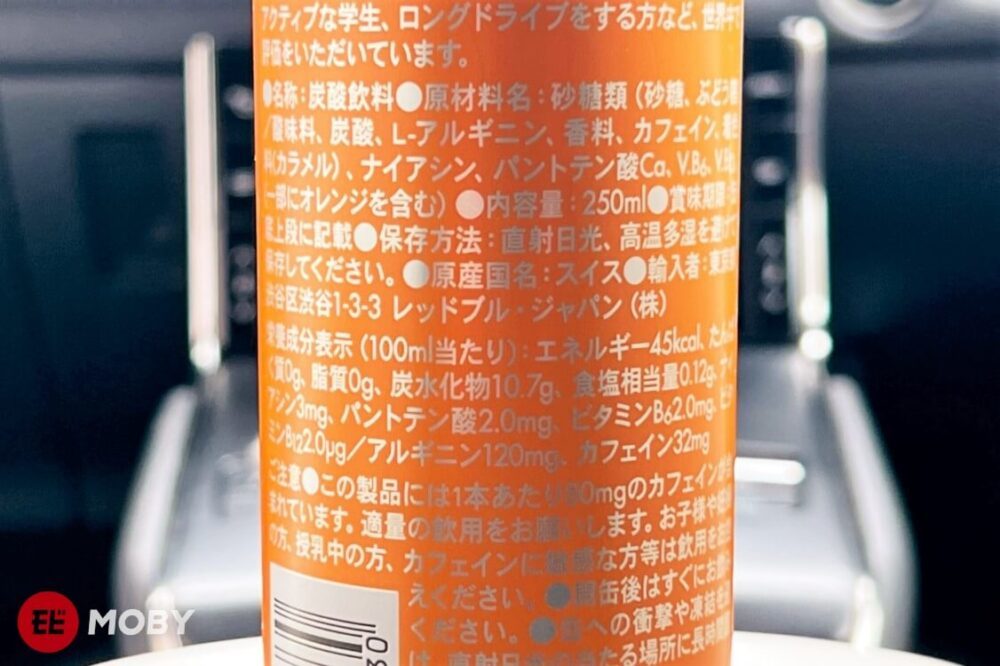 アクティブな学生、ロングドライブをする方など、世界中で
評価をいただいています。
●名称：炭酸飲料●原材料名：砂糖類（砂糖、ぶどう糖
/酸味料、炭酸、L-アルギニン、香料、カフェイン、着色
料(カラメル)、ナイアシン、パントテン酸Ca、V.B6、V.B
一部にオレンジを含む）●内容量：250ml●賞味期限：
底上段に記載●保存方法：直射日光、高温多湿を避けて
保存してください。●原産国名：スイス●輸入者：東京都
渋谷区渋谷1-3-3 レッドブル・ジャパン（株）
栄養成分表示（100ml当たり）：エネルギー45kcal、たんぱ
く質0g、脂質0g、炭水化物10.7g、食塩相当量0.12g、ナイ
アシン3mg、パントテン酸2.0mg、ビタミンB6 2.0mg、ビタ
ミンB12 2.0μg／アルギニン120mg、カフェイン32mg
ご注意●この製品には1本あたり80mgのカフェインが含
まれています。適量の飲用をお願いします。お子様や妊娠
の方、授乳中の方、カフェインに敏感な方等は飲用をお
えください。●開缶後はすぐにお飲
ください。●缶への衝撃や凍結を
は、直射日光の当たる場所に長時間
MOBY